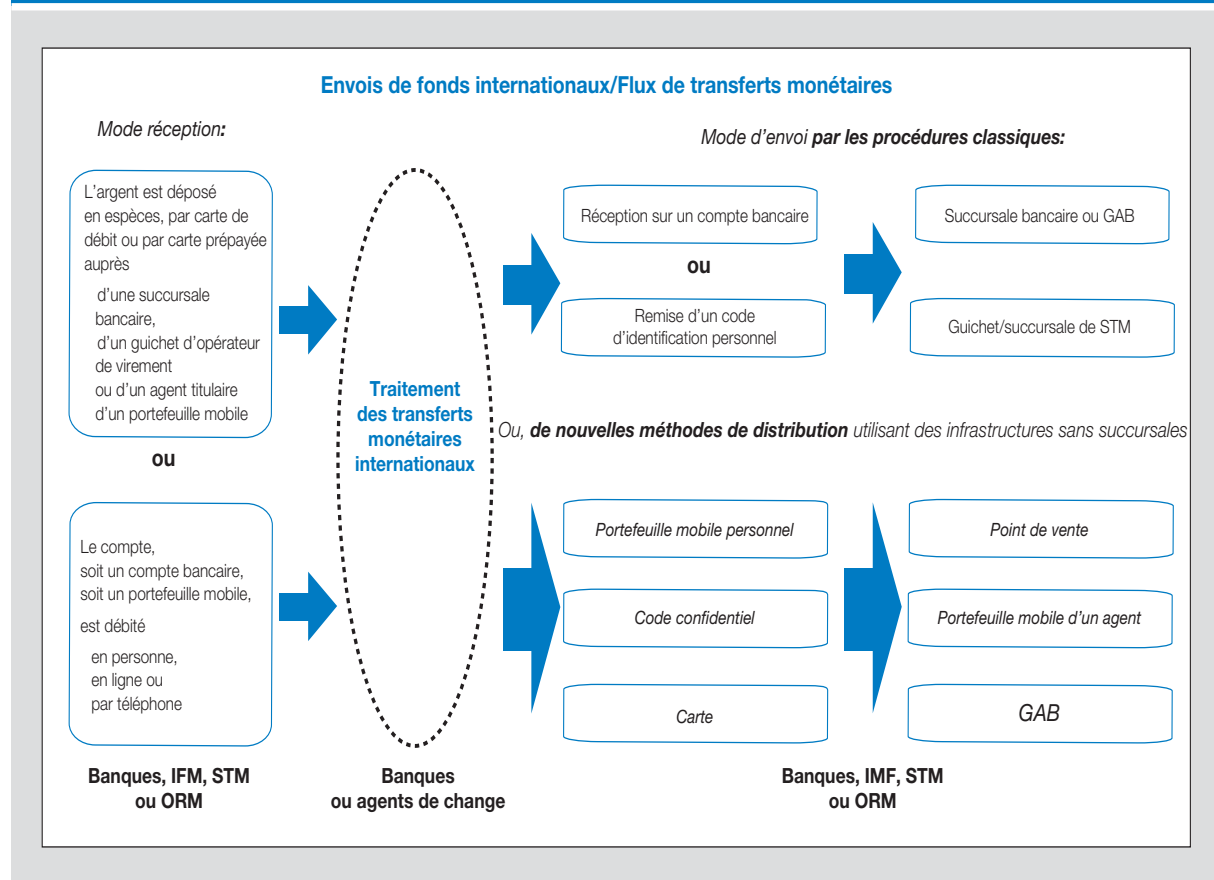 Envois de fonds internationaux/Flux de transferts monétaires
Mode réception:
L'argent est déposé
en espèces, par carte de
débit ou par carte prépayée
auprès
d'une succursale
bancaire,
d'un guichet d'opérateur
de virement
ou d'un agent titulaire
d'un portefeuille mobile
ou
Le compte,
soit un compte bancaire,
soit un portefeuille mobile,
est débité
en personne,
en ligne ou
par téléphone
Banques, IFM, STM
ou ORM
Traitement
des transferts
monétaires
internationaux
Banques
ou agents de change
Mode d'envoi par les procédures classiques:
Réception sur un compte bancaire
ou
Remise d'un code
d'identification personnel
Succursale bancaire ou GAB
Guichet/succursale de STM
Ou, de nouvelles méthodes de distribution utilisant des infrastructures sans succursales
Portefeuille mobile personnel
Code confidentiel
Carte
Point de vente
Portefeuille mobile d'un agent
GAB
Banques, IMF, STM
ou ORM